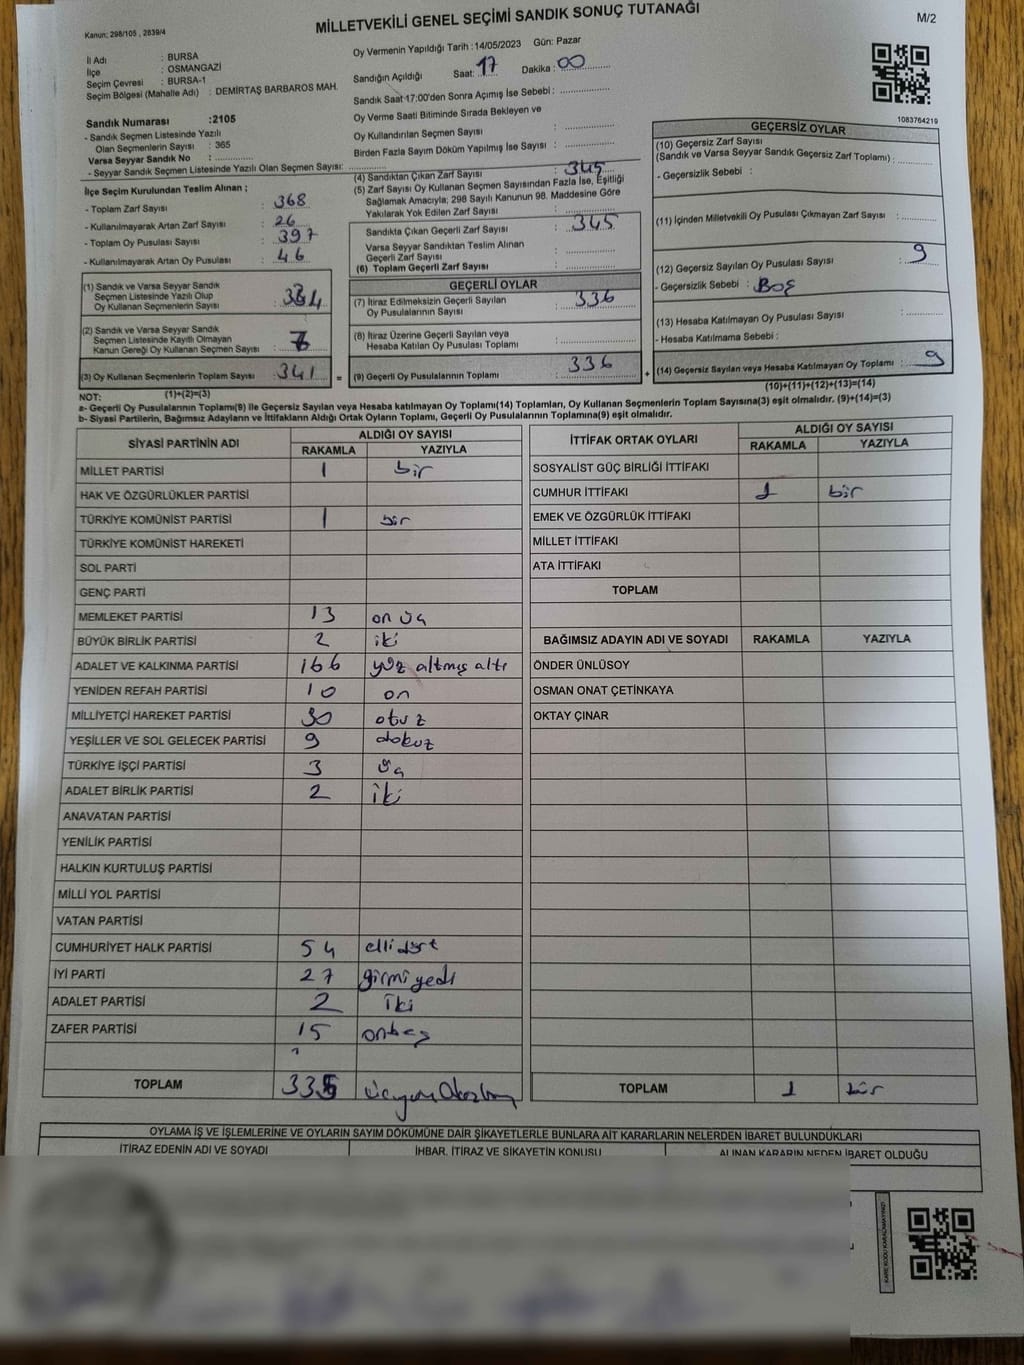 Kanun: 298/105 , 2839/4
MİLLETVEKİLİ GENEL SEÇİMİ SANDIK SONUÇ TUTANAĞI
M/2
İl Adı : BURSA
İlçe : OSMANGAZİ
Seçim Çevresi : BURSA-1
Seçim Bölgesi (Mahalle Adı) : DEMİRTAŞ BARBAROS MAH.
Sandık Numarası :2105
- Sandık Seçmen Listesinde Yazılı
Olan Seçmenlerin Sayısı : 365
Varsa Seyyar Sandık No : ..............
- Seyyar Sandık Seçmen Listesinde Yazılı Olan Seçmen Sayısı: ..............
İlçe Seçim Kurulundan Teslim Alınan ;
- Toplam Zarf Sayısı : 368
- Kullanılmayarak Artan Zarf Sayısı : 26
- Toplam Oy Pusulası Sayısı : 397
- Kullanılmayarak Artan Oy Pusulası : 46
(1) Sandık ve Varsa Seyyar Sandık
Seçmen Listesinde Yazılı Olup
Oy Kullanan Seçmenlerin Sayısı : 334
(2) Sandık ve Varsa Seyyar Sandık
Seçmen Listesinde Kayıtlı Olmayan
Kanun Gereği Oy Kullanan Seçmen Sayısı : 7
(3) Oy Kullanan Seçmenlerin Toplam Sayısı : 341
(1)+(2)=(3)
Oy Vermenin Yapıldığı Tarih :14/05/2023 Gün: Pazar
Sandığın Açıldığı Saat: 17 Dakika : 00
Sandık Saat 17:00'den Sonra Açımış İse Sebebi : ..............
Oy Verme Saati Bitiminde Sırada Bekleyen ve
Oy Kullandırılan Seçmen Sayısı : ..............
Birden Fazla Sayım Döküm Yapılmış İse Sayısı : ..............
(4) Sandıktan Çıkan Zarf Sayısı : 345
(5) Zarf Sayısı Oy Kullanan Seçmen Sayısından Fazla İse, Eşitliği
Sağlamak Amacıyla; 298 Sayılı Kanunun 98. Maddesine Göre
Yakılarak Yok Edilen Zarf Sayısı : ..............
Sandıkta Çıkan Geçerli Zarf Sayısı : 345
Varsa Seyyar Sandıktan Teslim Alınan
Geçerli Zarf Sayısı : ..............
(6) Toplam Geçerli Zarf Sayısı : ..............
GEÇERLİ OYLAR
(7) İtiraz Edilmeksizin Geçerli Sayılan
Oy Pusulalarının Sayısı : 336
(8) İtiraz Üzerine Geçerli Sayılan veya
Hesaba Katılan Oy Pusulası Toplamı : ..............
= (9) Geçerli Oy Pusulalarının Toplamı : 336 +
1083764219
GEÇERSİZ OYLAR
(10) Geçersiz Zarf Sayısı
(Sandık ve Varsa Seyyar Sandık Geçersiz Zarf Toplamı) : ..............
- Geçersizlik Sebebi :
(11) İçinden Milletvekili Oy Pusulası Çıkmayan Zarf Sayısı : ..............
(12) Geçersiz Sayılan Oy Pusulası Sayısı : 9
- Geçersizlik Sebebi : Boş
(13) Hesaba Katılmayan Oy Pusulası Sayısı : ..............
- Hesaba Katılmama Sebebi :
(14) Geçersiz Sayılan veya Hesaba Katılmayan Oy Toplamı : 9
(10)+(11)+(12)+(13)=(14)
NOT:
a- Geçerli Oy Pusulalarının Toplamı(9) ile Geçersiz Sayılan veya Hesaba Katılmayan Oy Toplamı(14) Toplamları, Oy Kullanan Seçmenlerin Toplam Sayısına(3) eşit olmalıdır. (9)+(14)=(3)
b- Siyasi Partilerin, Bağımsız Adayların ve İttifakların Aldığı Ortak Oyların Toplamı, Geçerli Oy Pusulalarının Toplamına(9) eşit olmalıdır.
SİYASİ PARTİNİN ADI ALDIĞI OY SAYISI
RAKAMLA YAZIYLA
MİLLET PARTİSİ 1 bir
HAK VE ÖZGÜRLÜKLER PARTİSİ
TÜRKİYE KOMÜNİST PARTİSİ 1 bir
TÜRKİYE KOMÜNİST HAREKETİ
SOL PARTİ
GENÇ PARTİ
MEMLEKET PARTİSİ 13 on üç
BÜYÜK BİRLİK PARTİSİ 2 iki
ADALET VE KALKINMA PARTİSİ 166 yüz altmış altı
YENİDEN REFAH PARTİSİ 10 on
MİLLİYETÇİ HAREKET PARTİSİ 30 otuz
YEŞİLLER VE SOL GELECEK PARTİSİ 9 dokuz
TÜRKİYE İŞÇİ PARTİSİ 3 üç
ADALET BİRLİK PARTİSİ 2 iki
ANAVATAN PARTİSİ
YENİLİK PARTİSİ
HALKIN KURTULUŞ PARTİSİ
MİLLİ YOL PARTİSİ
VATAN PARTİSİ
CUMHURİYET HALK PARTİSİ 54 elli dört
İYİ PARTİ 27 yirmi yedi
ADALET PARTİSİ 2 iki
ZAFER PARTİSİ 15 onbeş
TOPLAM 335
İTTİFAK ORTAK OYLARI ALDIĞI OY SAYISI
RAKAMLA YAZIYLA
SOSYALİST GÜÇ BİRLİĞİ İTTİFAKI
CUMHUR İTTİFAKI 1 bir
EMEK VE ÖZGÜRLÜK İTTİFAKI
MİLLET İTTİFAKI
ATA İTTİFAKI
TOPLAM
BAĞIMSIZ ADAYIN ADI VE SOYADI RAKAMLA YAZIYLA
ÖNDER ÜNLÜSOY
OSMAN ONAT ÇETİNKAYA
OKTAY ÇINAR
TOPLAM 1 bir
OYLAMA İŞ VE İŞLEMLERİNE VE OYLARIN SAYIM DÖKÜMÜNE DAİR ŞİKAYETLERLE BUNLARA AİT KARARLARIN NELERDEN İBARET BULUNDUKLARI
İTİRAZ EDENİN ADI VE SOYADI İHBAR, İTİRAZ VE ŞİKAYETİN KONUSU ALINAN KARARIN NEDEN İBARET OLDUĞU